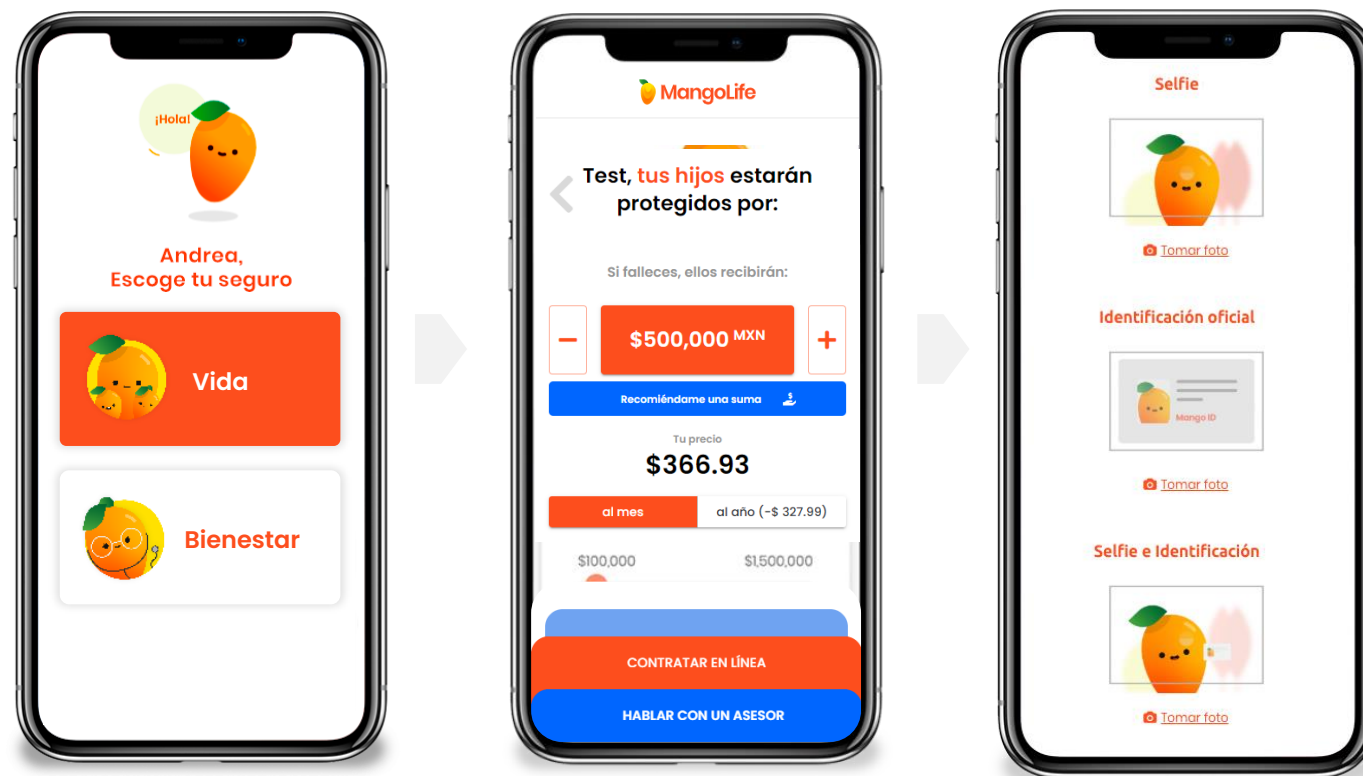 ¡Hola!
Andrea,
Escoge tu seguro
Vida
Bienestar
MangoLife
Test, tus hijos estarán
protegidos por:
Si falleces, ellos recibirán:
− $500,000 MXN +
Recomiéndame una suma
Tu precio
$366.93
al mes al año (-$ 327.99)
$100,000 $1,500,000
CONTRATAR EN LÍNEA
HABLAR CON UN ASESOR
Selfie
Tomar foto
Identificación oficial
Mango ID
Tomar foto
Selfie e Identificación
Tomar foto